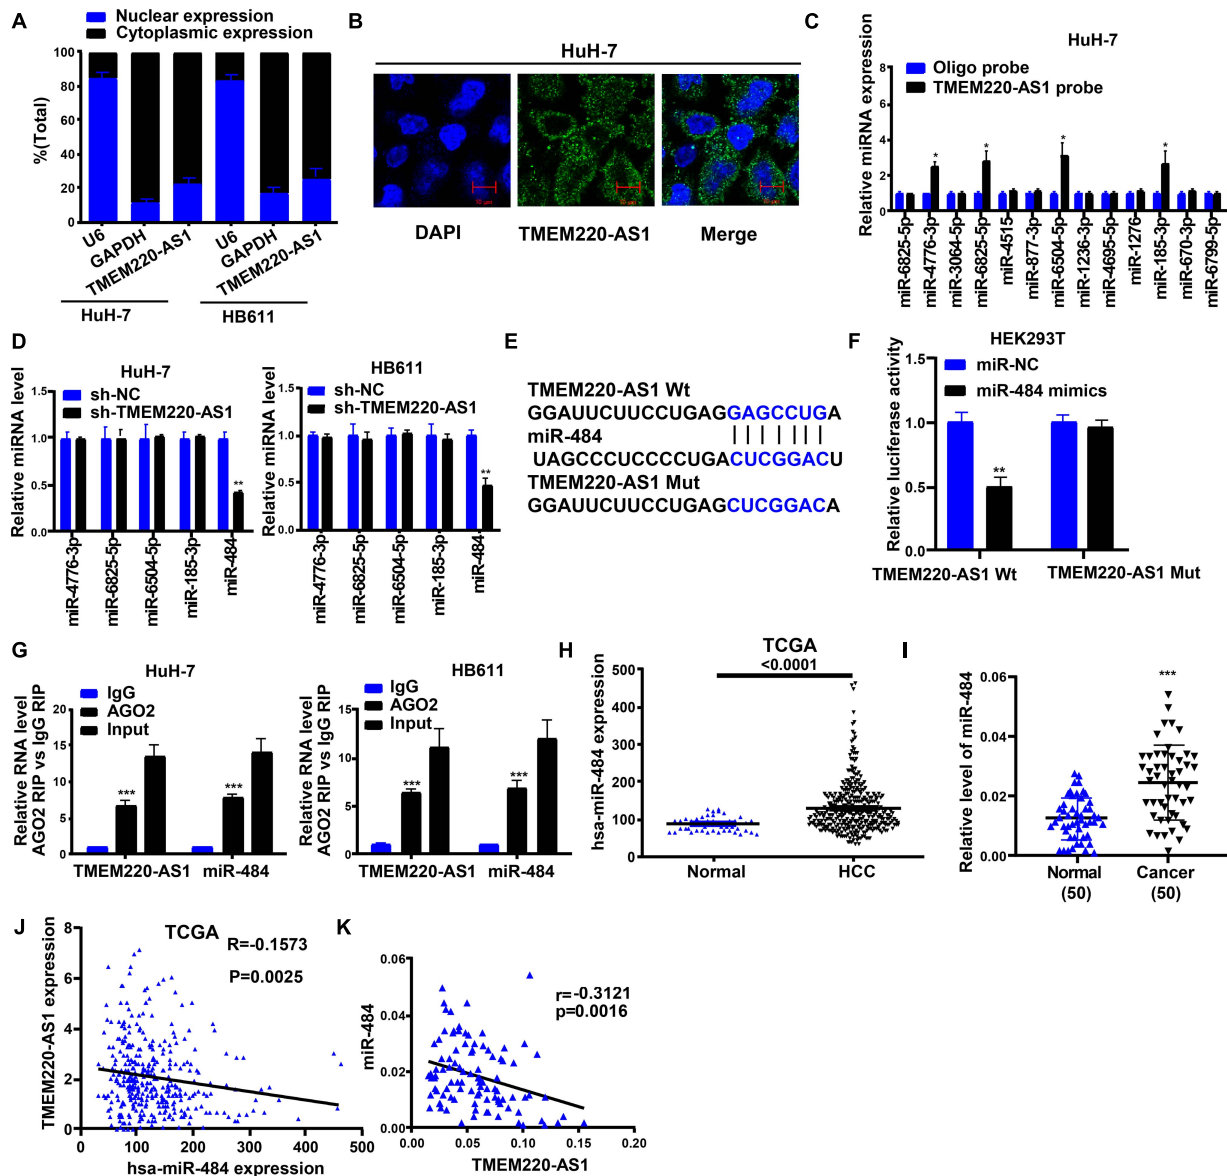 A
Nuclear expression
Cytoplasmic expression
%(Total)
100
80
60
40
20
0
U6
GAPDH
TMEM220-AS1
U6
GAPDH
TMEM220-AS1
HuH-7
HB611
B
HuH-7
DAPI
TMEM220-AS1
Merge
C
HuH-7
Oligo probe
TMEM220-AS1 probe
Relative miRNA expression
8
6
4
2
0
*
*
*
*
miR-6825-5p
miR-4776-3p
miR-3064-5p
miR-6825-5p
miR-4515
miR-877-3p
miR-6504-5p
miR-1236-3p
miR-4695-5p
miR-1276
miR-185-3p
miR-670-3p
miR-6799-5p
D
HuH-7
sh-NC
sh-TMEM220-AS1
Relative miRNA level
1.5
1.0
0.5
0.0
**
miR-4776-3p
miR-6825-5p
miR-6504-5p
miR-185-3p
miR-484
HB611
sh-NC
sh-TMEM220-AS1
Relative miRNA level
1.5
1.0
0.5
0.0
**
miR-4776-3p
miR-6825-5p
miR-6504-5p
miR-185-3p
miR-484
E
TMEM220-AS1 Wt
GGAUUCUUCCUGAGGAGCCUGA
miR-484
UAGCCCUCCCCUGACUCGGACU
TMEM220-AS1 Mut
GGAUUCUUCCUGAGCUCGGACA
F
HEK293T
miR-NC
miR-484 mimics
Relative luciferase activity
1.5
1.0
0.5
0.0
**
TMEM220-AS1 Wt
TMEM220-AS1 Mut
G
HuH-7
IgG
AGO2
Input
Relative RNA level
AGO2 RIP vs IgG RIP
20
15
10
5
0
***
***
TMEM220-AS1
miR-484
HB611
IgG
AGO2
Input
Relative RNA level
AGO2 RIP vs IgG RIP
15
10
5
0
***
***
TMEM220-AS1
miR-484
H
TCGA
<0.0001
hsa-miR-484 expression
500
400
300
200
100
0
Normal
HCC
I
***
Relative level of miR-484
0.06
0.04
0.02
0.00
Normal
(50)
Cancer
(50)
J
TCGA
R=-0.1573
P=0.0025
TMEM220-AS1 expression
8
6
4
2
0
0
100
200
300
400
500
hsa-miR-484 expression
K
r=-0.3121
p=0.0016
miR-484
0.06
0.04
0.02
0.00
0.00
0.05
0.10
0.15
0.20
TMEM220-AS1